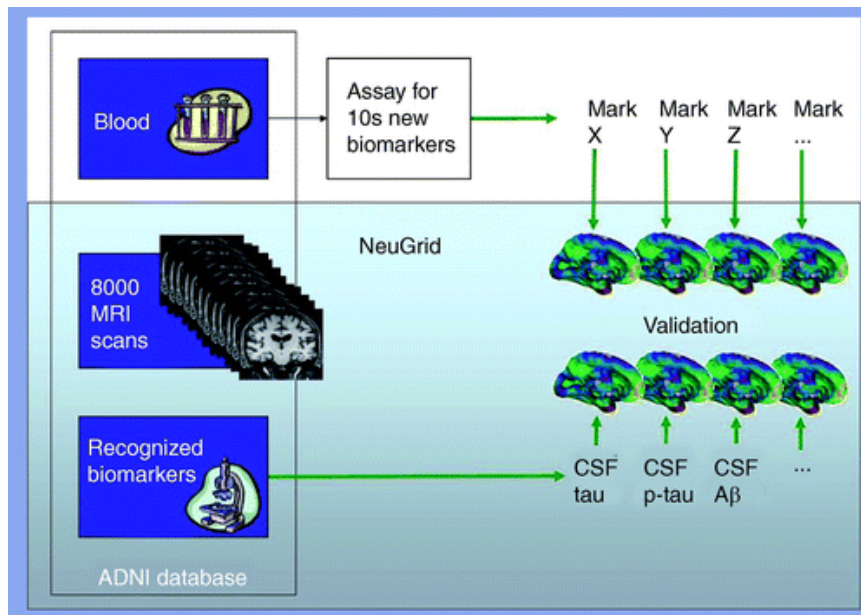 Blood
Assay for
10s new
biomarkers
Mark
X
Mark
Y
Mark
Z
Mark
...
NeuGrid
8000
MRI
scans
Validation
Recognized
biomarkers
CSF
tau
CSF
p-tau
CSF
Aβ
...
ADNI database